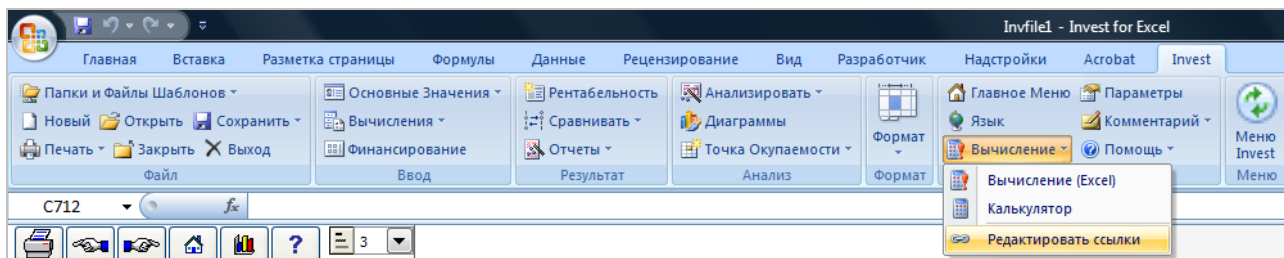 Invfile1 - Invest for Excel
Главная Вставка Разметка страницы Формулы Данные Рецензирование Вид Разработчик Надстройки Acrobat Invest
Папки и Файлы Шаблонов Основные Значения Рентабельность Анализировать Главное Меню Параметры
Новый Открыть Сохранить Вычисления Сравнивать Диаграммы Формат Язык Комментарий Меню Invest
Печать Закрыть Выход Финансирование Отчеты Точка Окупаемости Вычисление Помощь
Файл Ввод Результат Анализ Формат Меню
Вычисление (Excel)
C712 fx Калькулятор
? 3 Редактировать ссылки